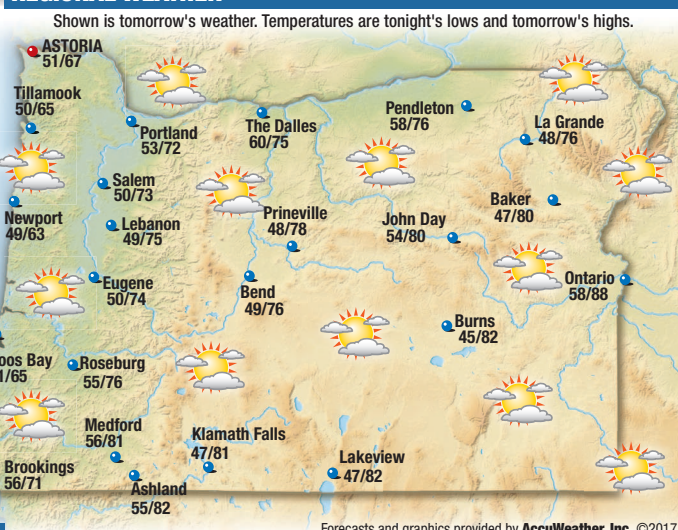 Shown is tomorrow's weather. Temperatures are tonight's lows and tomorrow's highs.
ASTORIA
51/67
Tillamook
50/65
Portland
53/72
The Dalles
60/75
Pendleton
58/76
La Grande
48/76
Salem
50/73
Newport
49/63
Lebanon
49/75
Prineville
48/78
John Day
54/80
Baker
47/80
Eugene
50/74
Bend
49/76
Ontario
58/88
Burns
45/82
oos Bay
1/65
Roseburg
55/76
Medford
56/81
Klamath Falls
47/81
Lakeview
47/82
Brookings
56/71
Ashland
55/82
Forecasts and graphics provided by AccuWeather, Inc. ©2017